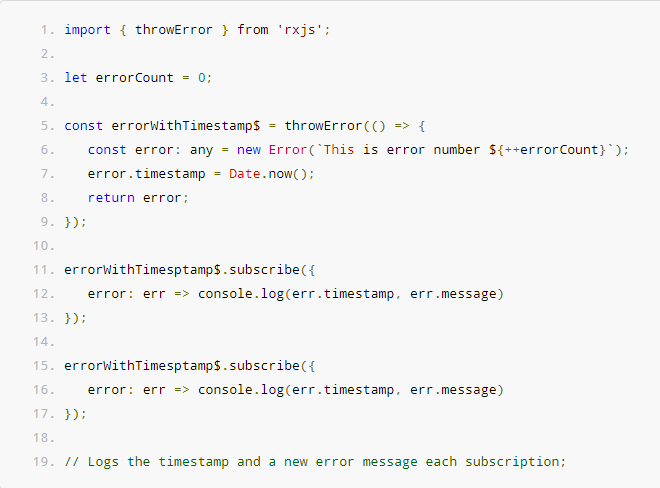 1. import { throwError } from 'rxjs';
2.
3. let errorCount = 0;
4.
5. const errorWithTimestamp$ = throwError(() => {
6.    const error: any = new Error(`This is error number ${++errorCount}`);
7.    error.timestamp = Date.now();
8.    return error;
9. });
10.
11. errorWithTimesptamp$.subscribe({
12.    error: err => console.log(err.timestamp, err.message)
13. });
14.
15. errorWithTimesptamp$.subscribe({
16.    error: err => console.log(err.timestamp, err.message)
17. });
18.
19. // Logs the timestamp and a new error message each subscription;